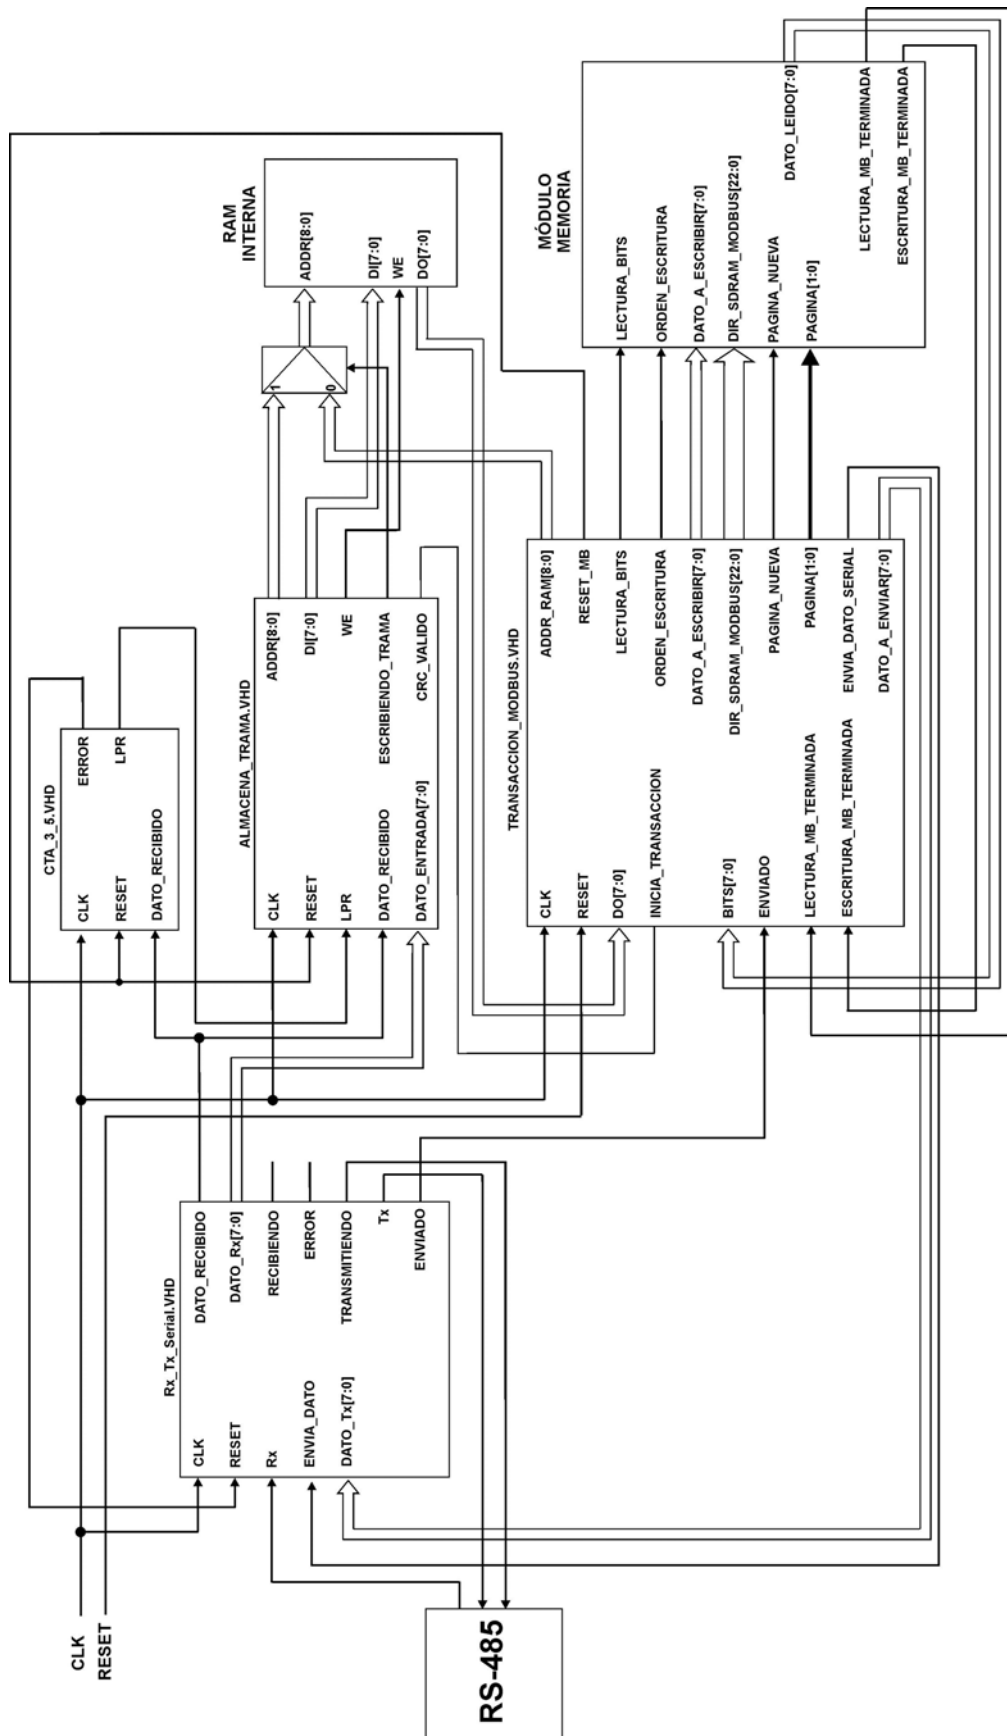 CLK
RESET
RS-485
Rx_Tx_Serial.VHD
CLK
RESET
Rx
ENVIA_DATO
DATO_Tx[7:0]
DATO_RECIBIDO
DATO_Rx[7:0]
RECIBIENDO
ERROR
TRANSMITIENDO
Tx
ENVIADO
CTA_3_5.VHD
CLK
RESET
DATO_RECIBIDO
ERROR
LPR
ALMACENA_TRAMA.VHD
CLK
RESET
LPR
DATO_RECIBIDO
DATO_ENTRADA[7:0]
ADDR[8:0]
DI[7:0]
WE
ESCRIBIENDO_TRAMA
CRC_VALIDO
1
0
RAM
INTERNA
ADDR[8:0]
DI[7:0]
WE
DO[7:0]
TRANSACCION_MODBUS.VHD
CLK
RESET
DO[7:0]
INICIA_TRANSACCION
BITS[7:0]
ENVIADO
LECTURA_MB_TERMINADA
ESCRITURA_MB_TERMINADA
ADDR_RAM[8:0]
RESET_MB
LECTURA_BITS
ORDEN_ESCRITURA
DATO_A_ESCRIBIR[7:0]
DIR_SDRAM_MODBUS[22:0]
PAGINA_NUEVA
PAGINA[1:0]
ENVIA_DATO_SERIAL
DATO_A_ENVIAR[7:0]
MÓDULO
MEMORIA
LECTURA_BITS
ORDEN_ESCRITURA
DATO_A_ESCRIBIR[7:0]
DIR_SDRAM_MODBUS[22:0]
PAGINA_NUEVA
PAGINA[1:0]
DATO_LEIDO[7:0]
LECTURA_MB_TERMINADA
ESCRITURA_MB_TERMINADA